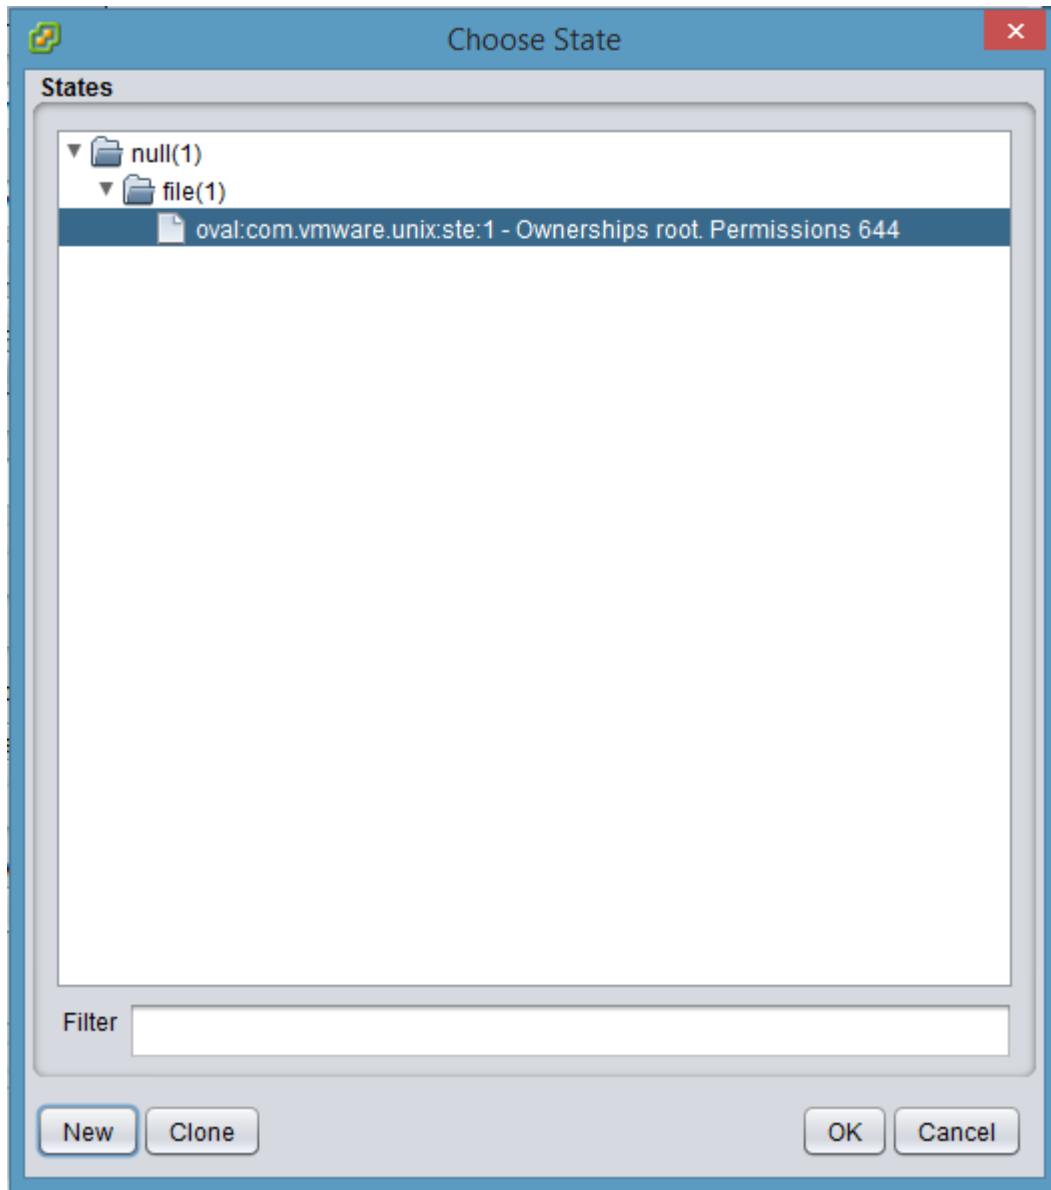 Choose State
States
null(1)
file(1)
oval:com.vmware.unix:ste:1 - Ownerships root. Permissions 644
Filter
New Clone OK Cancel